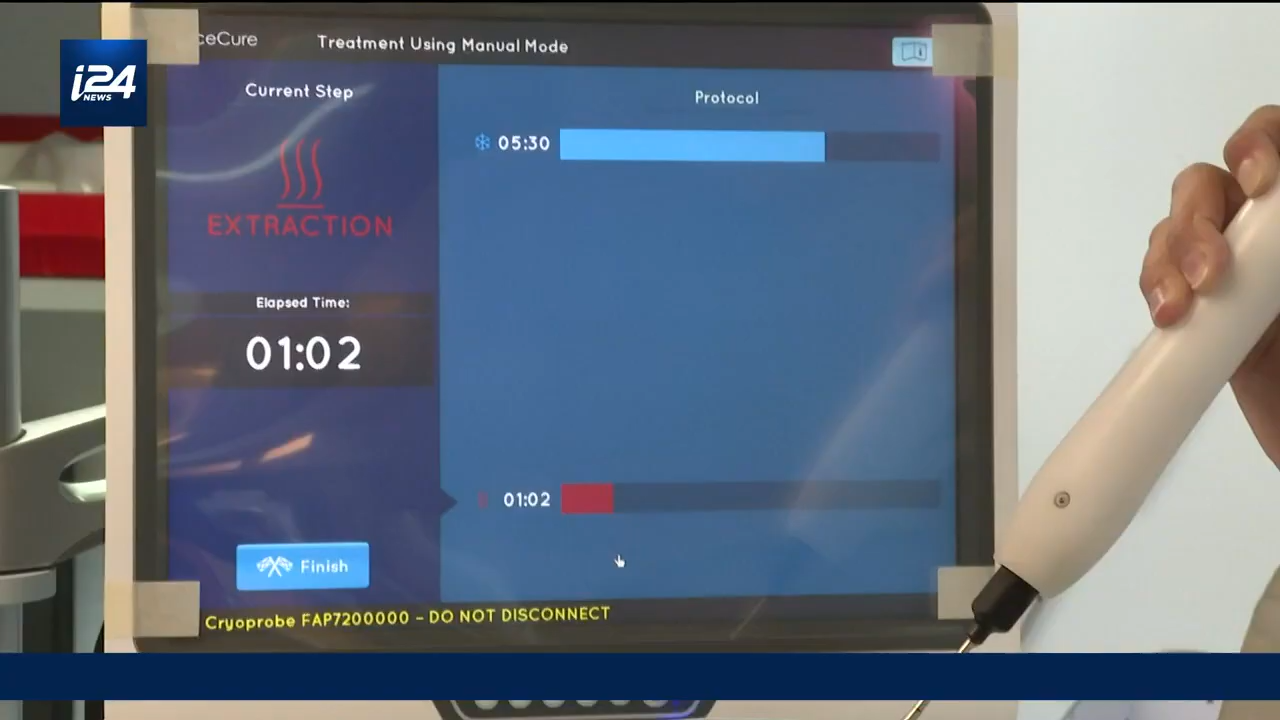 i24
NEWS
ceCure
Treatment Using Manual Mode
Current Step
Protocol
05:30
EXTRACTION
Elapsed Time:
01:02
01:02
Finish
Cryoprobe FAP7200000 – DO NOT DISCONNECT